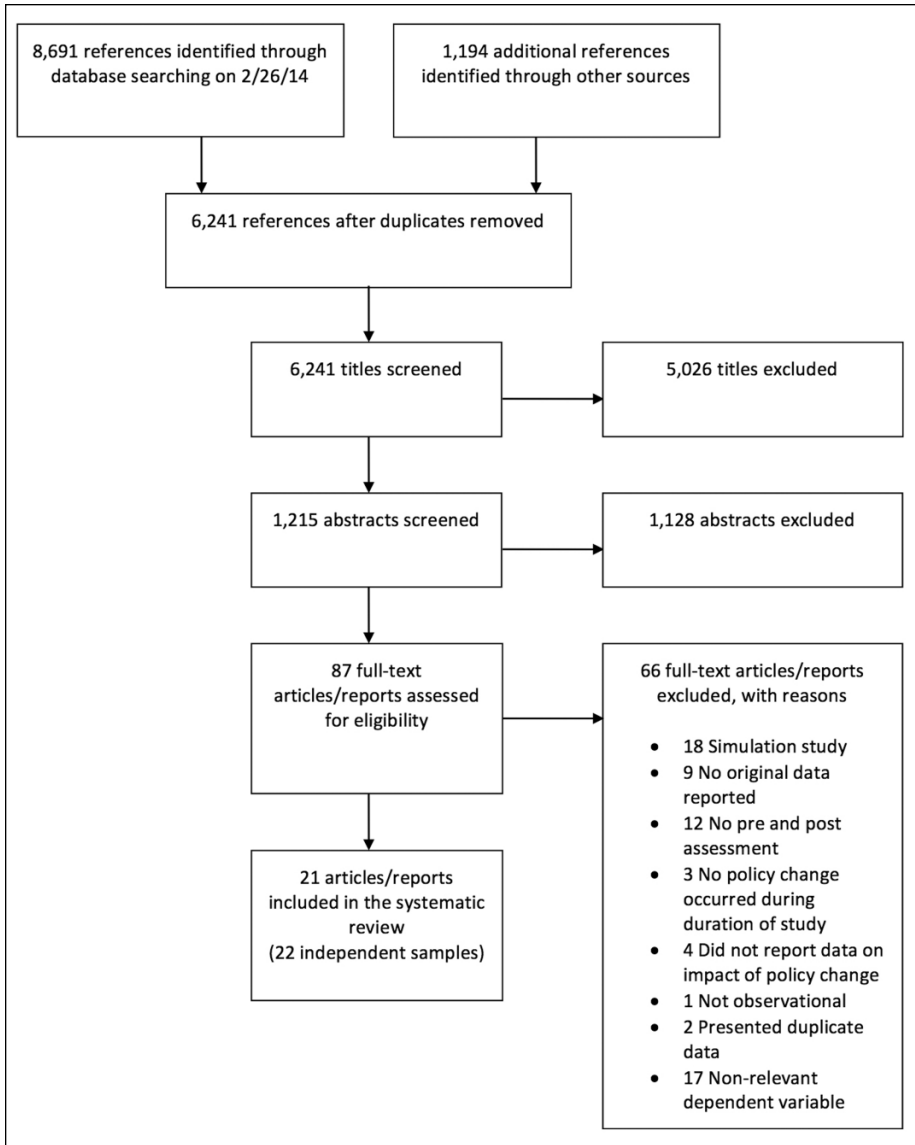 8,691 references identified through
database searching on 2/26/14
1,194 additional references
identified through other sources
6,241 references after duplicates removed
6,241 titles screened
5,026 titles excluded
1,215 abstracts screened
1,128 abstracts excluded
87 full-text
articles/reports assessed
for eligibility
66 full-text articles/reports
excluded, with reasons
• 18 Simulation study
• 9 No original data
reported
• 12 No pre and post
assessment
• 3 No policy change
occurred during
duration of study
• 4 Did not report data on
impact of policy change
• 1 Not observational
• 2 Presented duplicate
data
• 17 Non-relevant
dependent variable
21 articles/reports
included in the systematic
review
(22 independent samples)